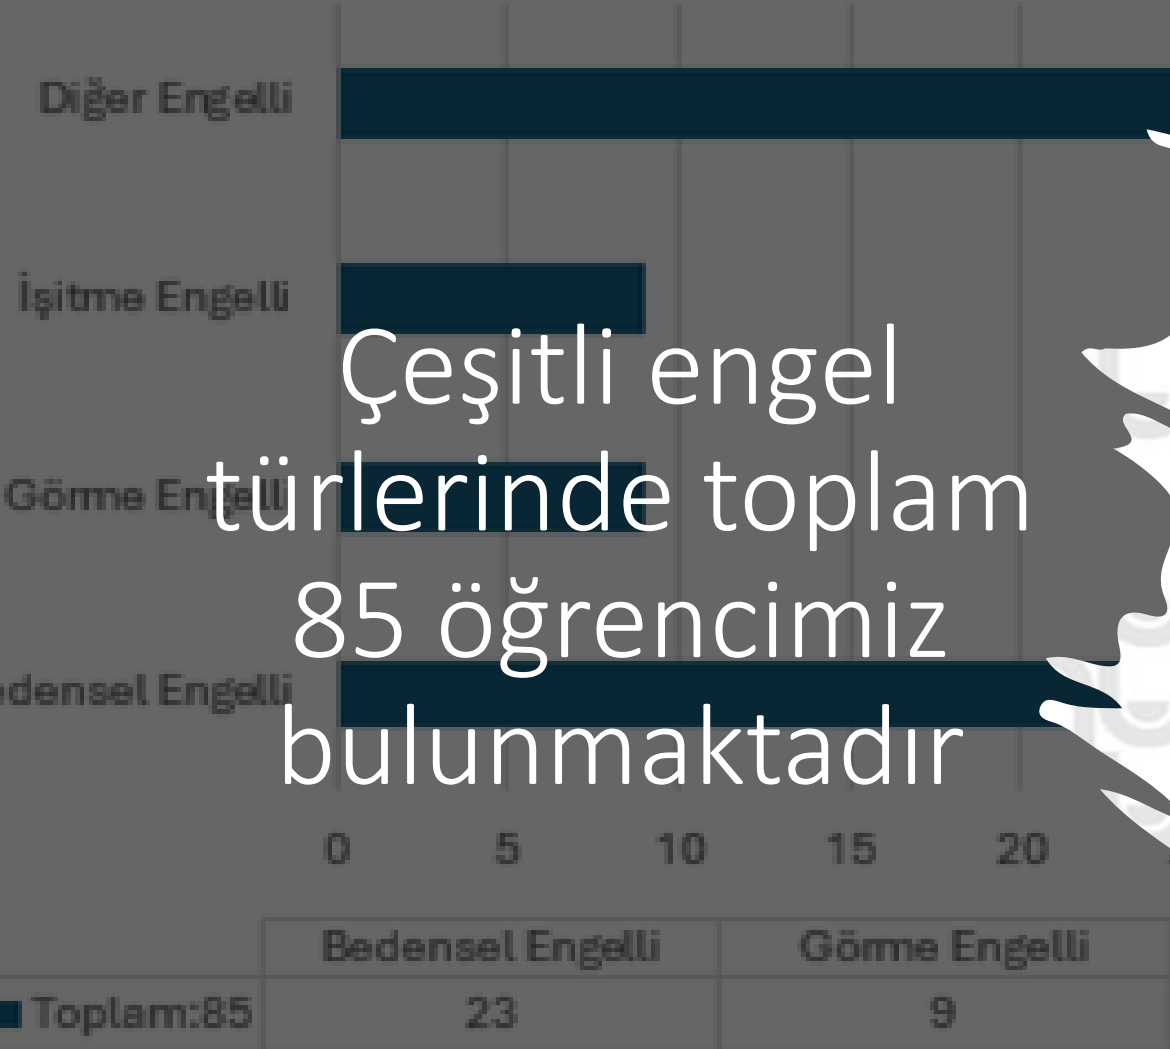 Diğer Engelli
İşitme Engelli
Çeşitli engel
türlerinde toplam
85 öğrencimiz
bulunmaktadır
Görme Engelli
Engelli
0 5 10 15 20
Bedensel Engelli Görme Engelli
Toplam:85 23 9